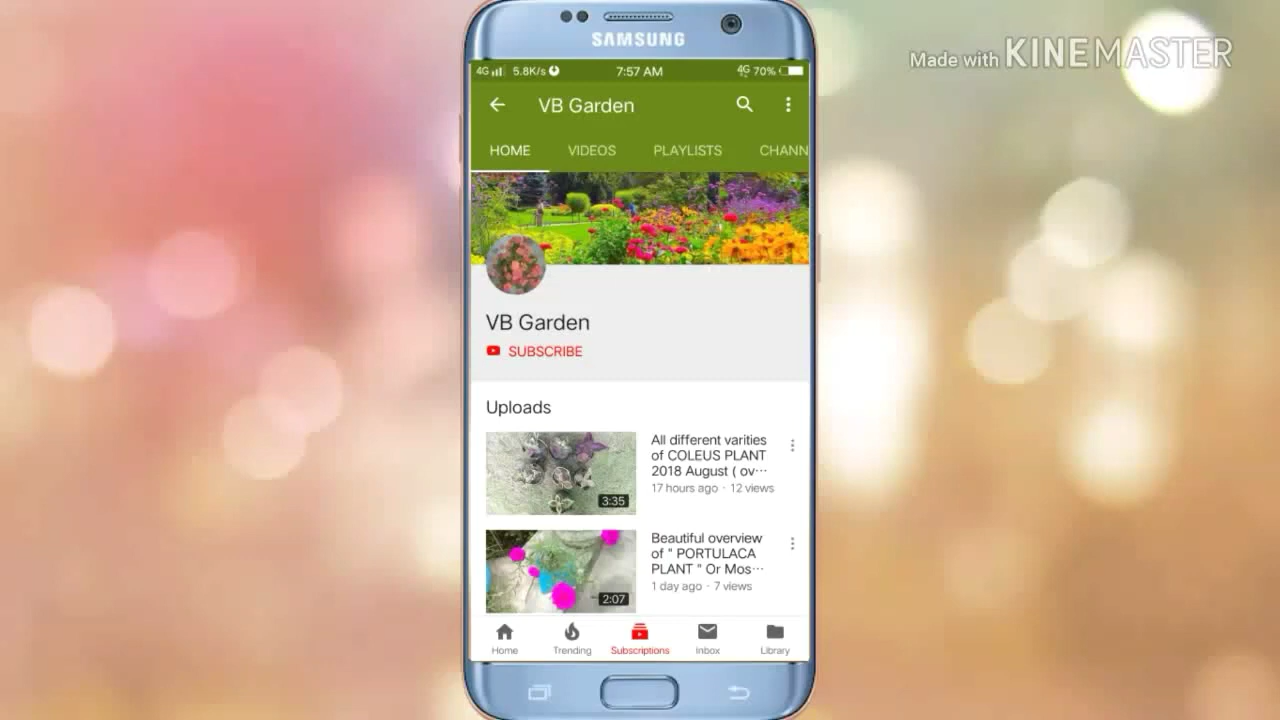 Made with KINEMASTER
SAMSUNG
4G 5.8K/s 7:57 AM 4G 70%
VB Garden
HOME VIDEOS PLAYLISTS CHANN
VB Garden
SUBSCRIBE
Uploads
All different varities
of COLEUS PLANT
2018 August ( ov...
17 hours ago · 12 views
3:35
Beautiful overview
of " PORTULACA
PLANT " Or Mos...
1 day ago · 7 views
2:07
Home Trending Subscriptions Inbox Library